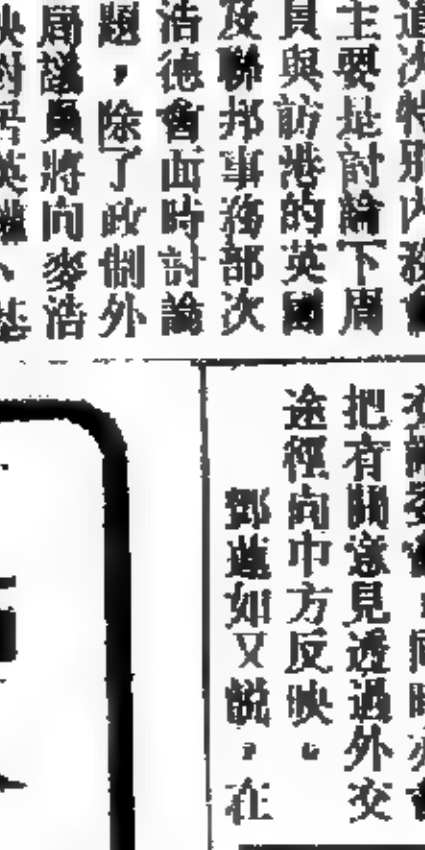 主要是討論下周
員與訪港的英國
及聯邦事務部次
浩德會面時討論
題，除了政制外
局議員將向麥浩
把有關意見透過外交
途徑向中方反映。
鄧蓮如又說，在